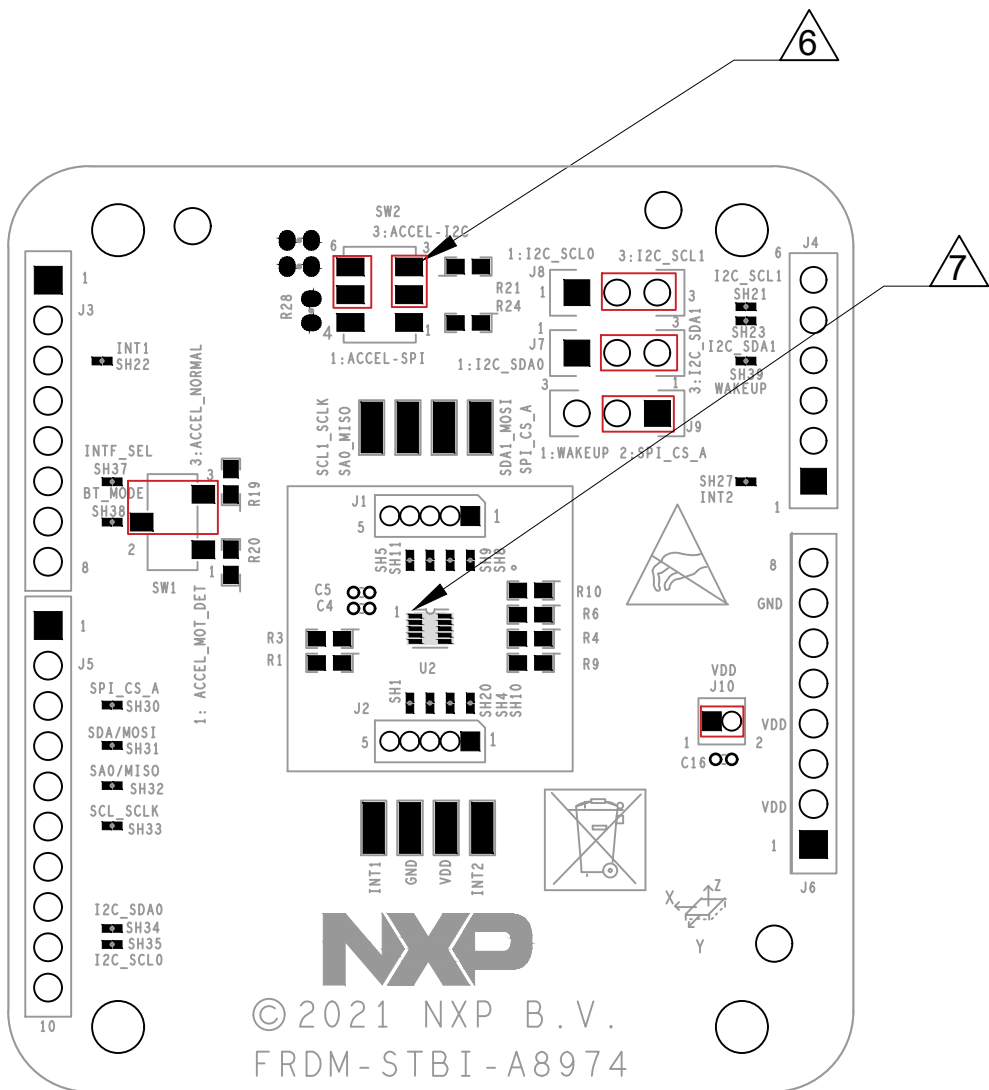 6
7
SW2
3:ACCEL-I2C
6
3
R28
4
1
1:ACCEL-SPI
R21
R24
1:I2C_SCL0
3:I2C_SCL1
J8
1
3
1
3
J7
1:I2C_SDA0
3:I2C_SDA1
3
1
J9
1:WAKEUP 2:SPI_CS_A
J4
6
I2C_SCL1
SH21
SH23
I2C_SDA1
SH39
WAKEUP
SH27
INT2
1
1
J3
INT1
SH22
8
INTF_SEL
SH37
BT_MODE
SH38
3:ACCEL_NORMAL
3
R19
2
R20
SW1
1
1: ACCEL_MOT_DET
SCL1_SCLK
SA0_MISO
SDA1_MOSI
SPI_CS_A
J1
5
1
SH5
SH11
SH9
SH8
C5
C4
1
R10
R6
R4
R9
R3
R1
U2
SH1
SH20
SH4
SH10
J2
5
1
8
GND
VDD
VDD
1
J6
VDD
J10
1
2
C16
1
J5
SPI_CS_A
SH30
SDA/MOSI
SH31
SA0/MISO
SH32
SCL_SCLK
SH33
I2C_SDA0
SH34
SH35
I2C_SCL0
10
INT1
GND
VDD
INT2
X
Z
Y
NXP
© 2021 NXP B.V.
FRDM-STBI-A8974